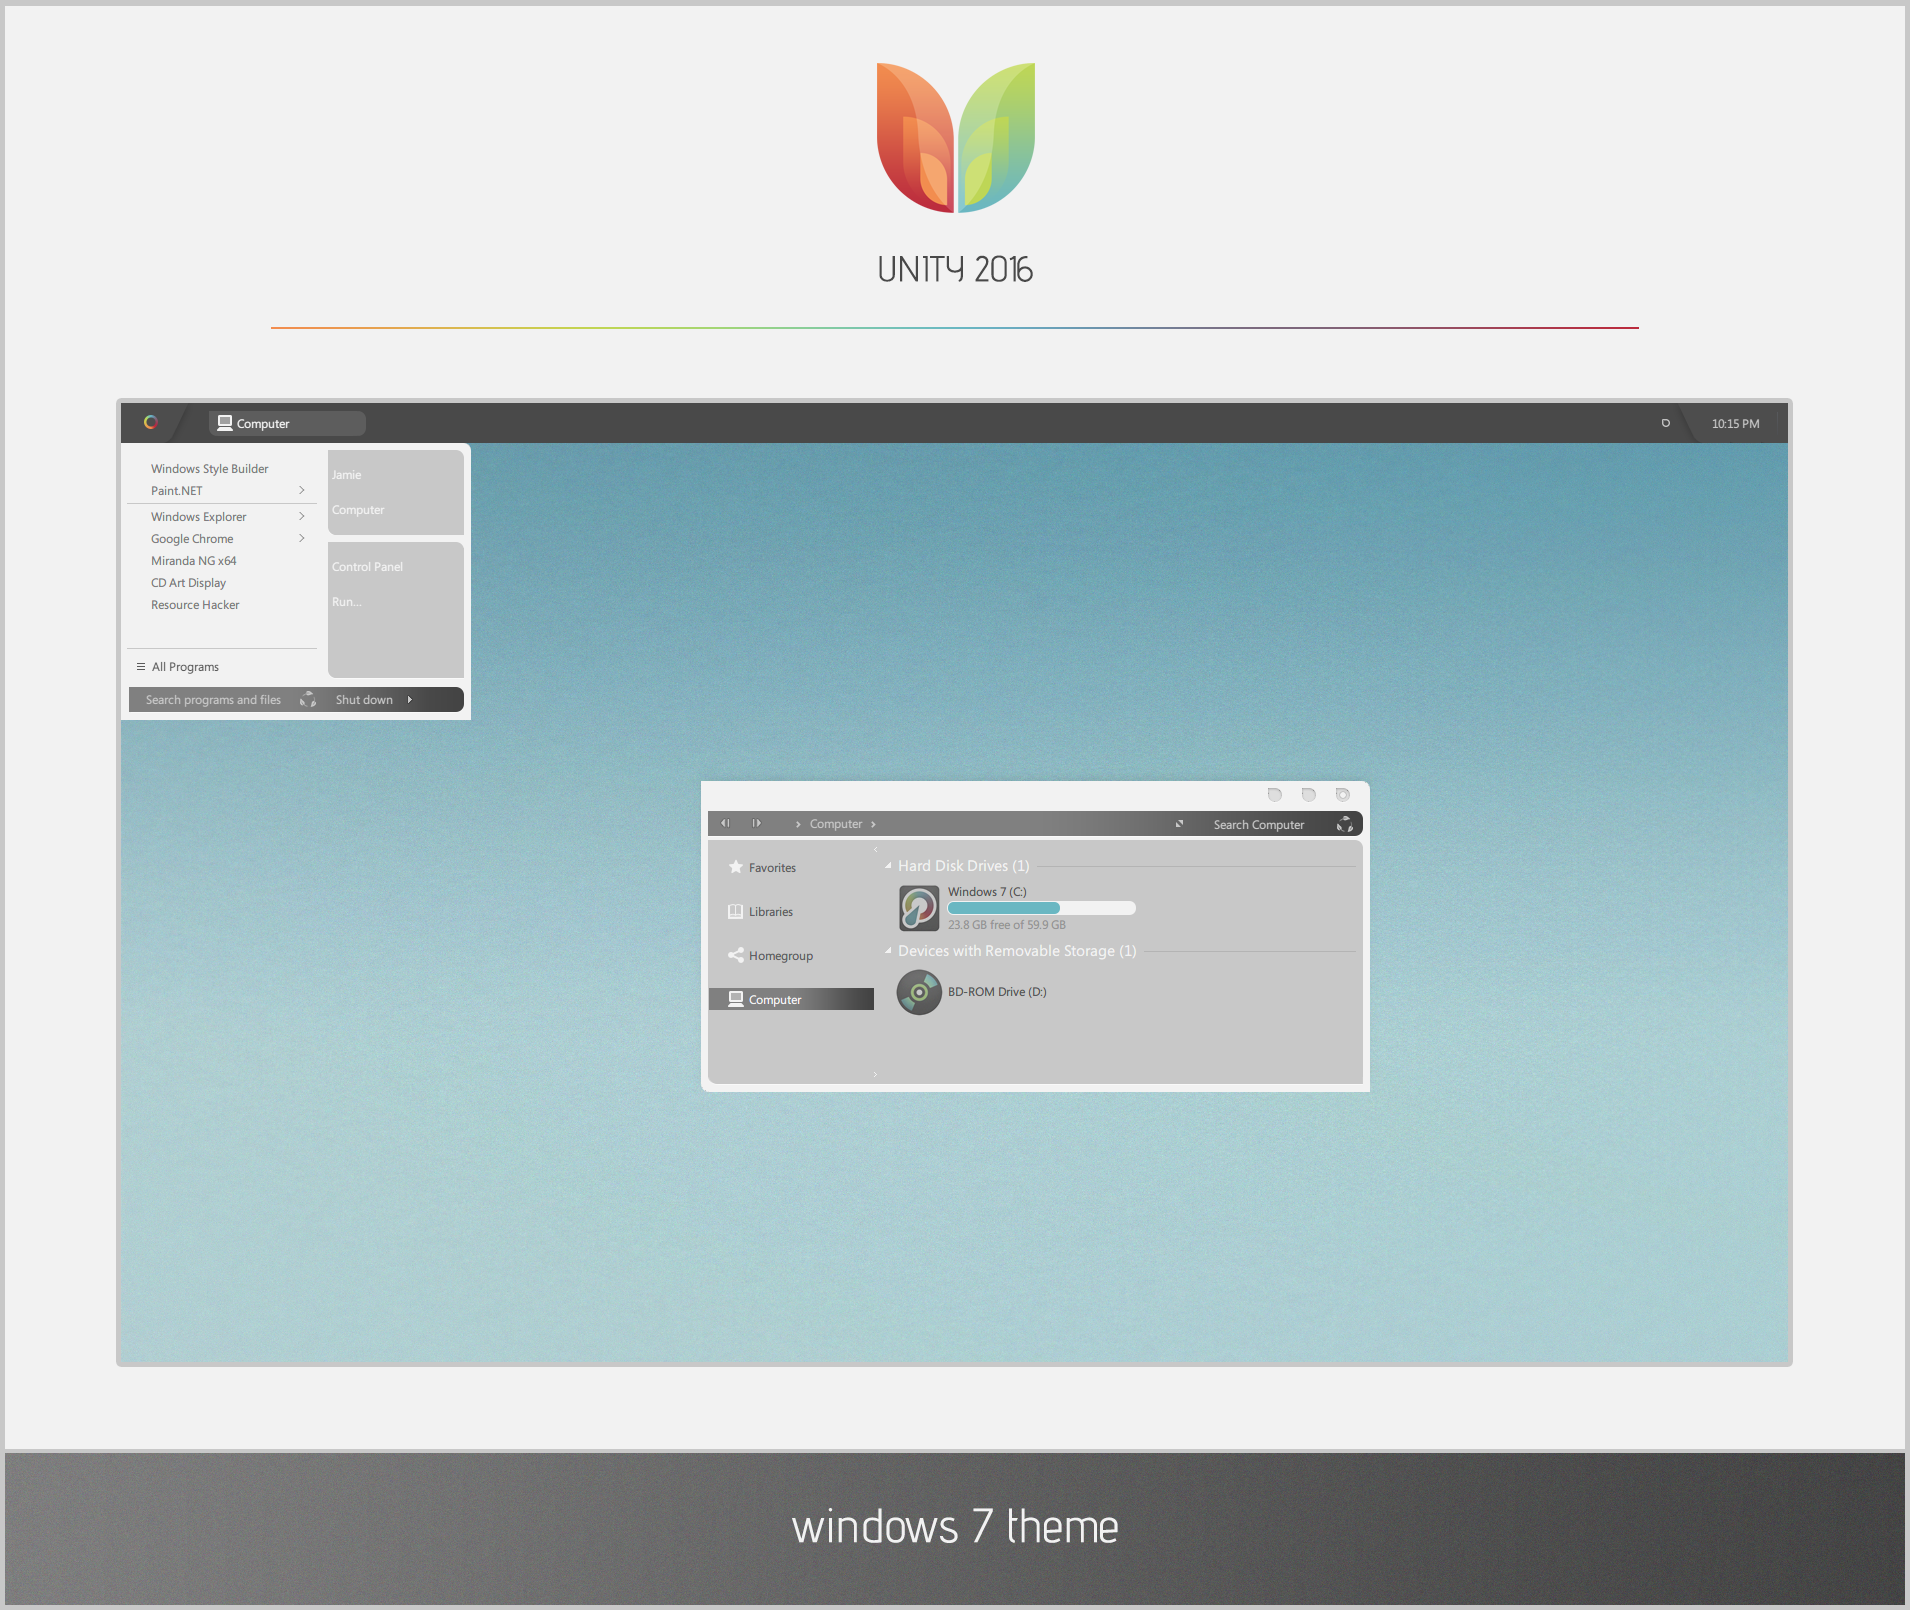 UNITY 2016
Computer
10:15 PM
Windows Style Builder
Paint.NET
Windows Explorer
Google Chrome
Miranda NG x64
CD Art Display
Resource Hacker
All Programs
Search programs and files
Shut down
Jamie
Computer
Control Panel
Run...
Computer
Search Computer
Favorites
Libraries
Homegroup
Computer
Hard Disk Drives (1)
Windows 7 (C:)
23.8 GB free of 59.9 GB
Devices with Removable Storage (1)
BD-ROM Drive (D:)
windows 7 theme